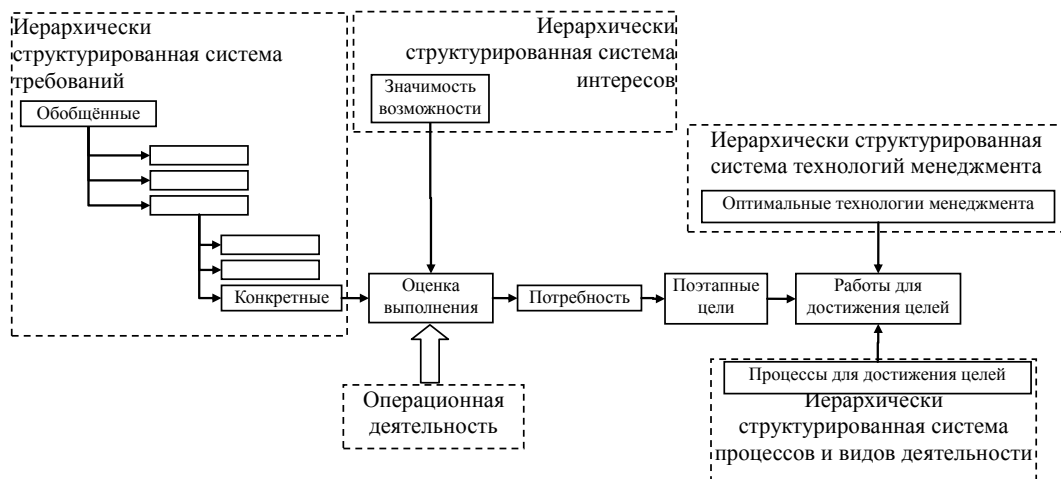 Иерархически
структурированная система
требований
Обобщённые
Конкретные
Иерархически
структурированная система
интересов
Значимость
возможности
Иерархически структурированная
система технологий менеджмента
Оптимальные технологии менеджмента
Оценка
выполнения
Потребность
Поэтапные
цели
Работы для
достижения целей
Операционная
деятельность
Процессы для достижения целей
Иерархически
структурированная система
процессов и видов деятельности